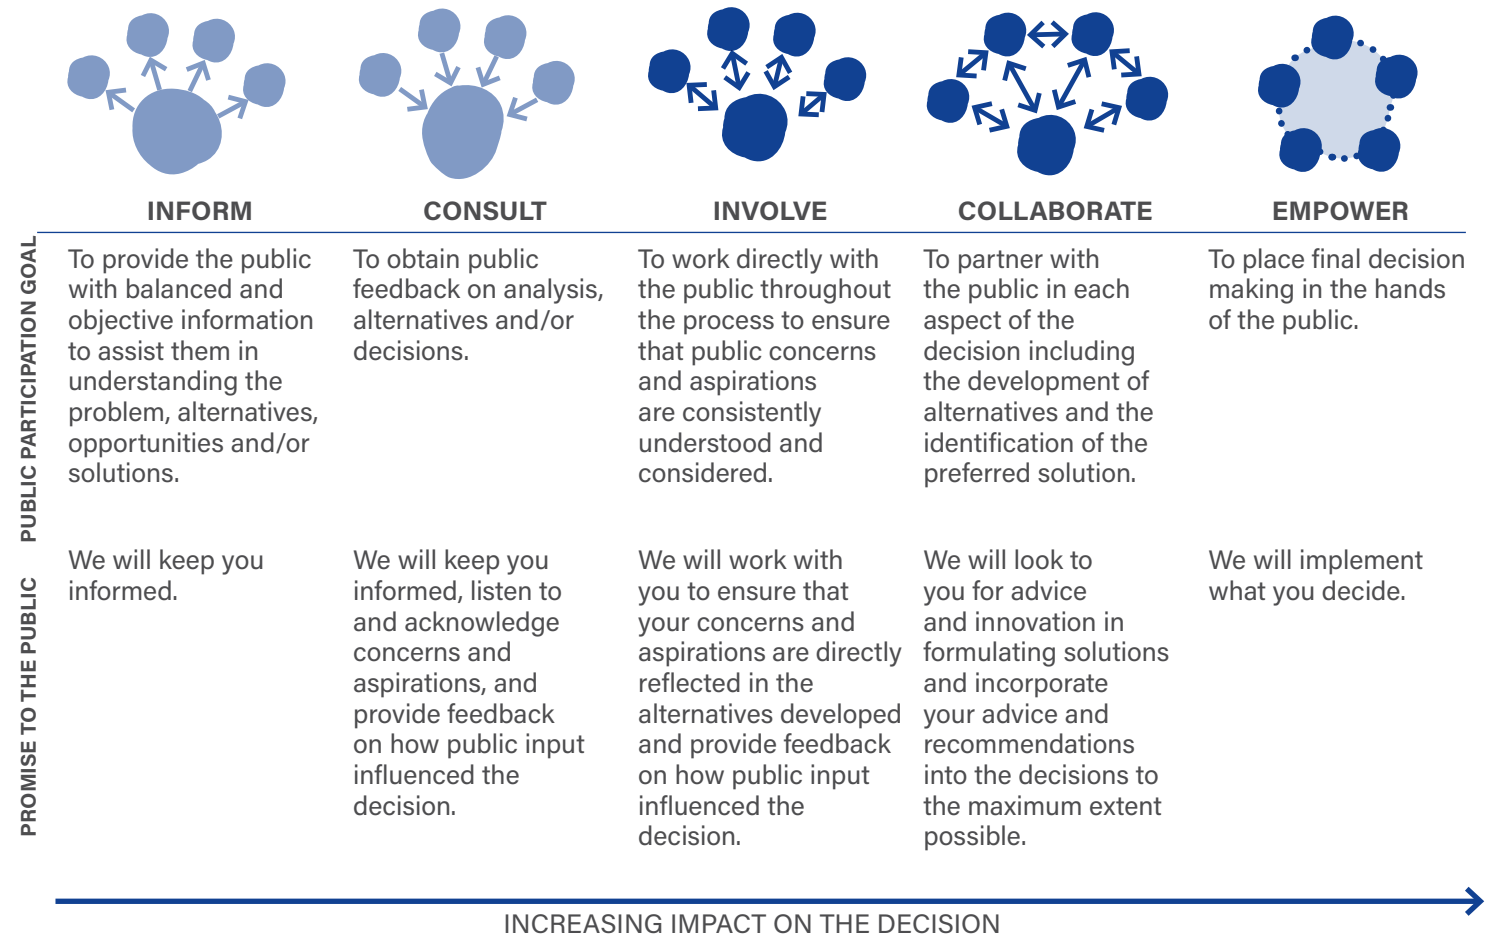 INFORM
CONSULT
INVOLVE
COLLABORATE
EMPOWER
PUBLIC PARTICIPATION GOAL
To provide the public
with balanced and
objective information
to assist them in
understanding the
problem, alternatives,
opportunities and/or
solutions.
To obtain public
feedback on analysis,
alternatives and/or
decisions.
To work directly with
the public throughout
the process to ensure
that public concerns
and aspirations
are consistently
understood and
considered.
To partner with
the public in each
aspect of the
decision including
the development of
alternatives and the
identification of the
preferred solution.
To place final decision
making in the hands
of the public.
PROMISE TO THE PUBLIC
We will keep you
informed.
We will keep you
informed, listen to
and acknowledge
concerns and
aspirations, and
provide feedback
on how public input
influenced the
decision.
We will work with
you to ensure that
your concerns and
aspirations are directly
reflected in the
alternatives developed
and provide feedback
on how public input
influenced the
decision.
We will look to
you for advice
and innovation in
formulating solutions
and incorporate
your advice and
recommendations
into the decisions to
the maximum extent
possible.
We will implement
what you decide.
INCREASING IMPACT ON THE DECISION